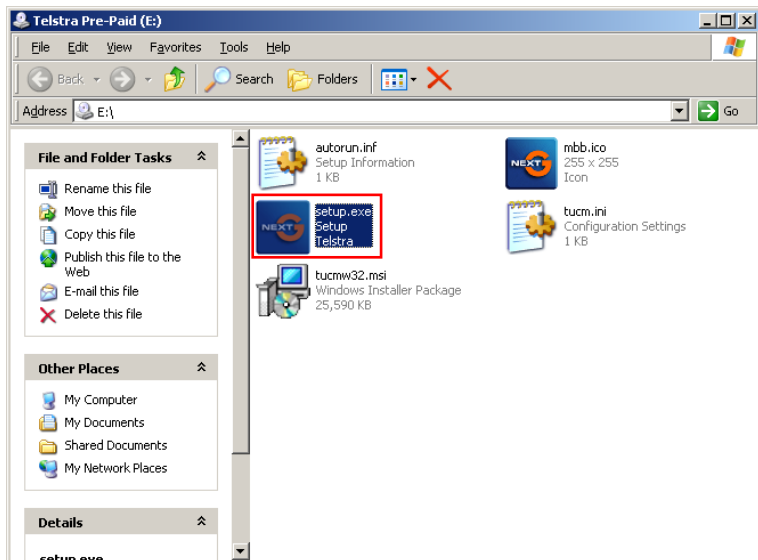 Telstra Pre-Paid (E:)
File Edit View Favorites Tools Help
Back Search Folders
Address E:\ Go
File and Folder Tasks
Rename this file
Move this file
Copy this file
Publish this file to the
Web
E-mail this file
Delete this file
Other Places
My Computer
My Documents
Shared Documents
My Network Places
Details
setup.exe
autorun.inf
Setup Information
1 KB
NEXT G
mbb.ico
255 x 255
Icon
NEXT G
setup.exe
Setup
Telstra
tucm.ini
Configuration Settings
1 KB
tucmw32.msi
Windows Installer Package
25,590 KB